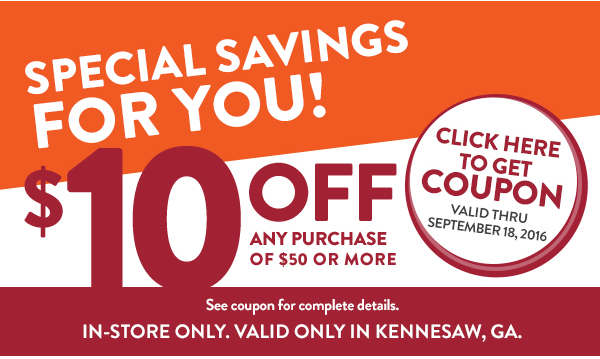 SPECIAL SAVINGS
FOR YOU!
$10 OFF
ANY PURCHASE
OF $50 OR MORE
CLICK HERE
TO GET
COUPON
VALID THRU
SEPTEMBER 18, 2016
See coupon for complete details.
IN-STORE ONLY. VALID ONLY IN KENNESAW, GA.